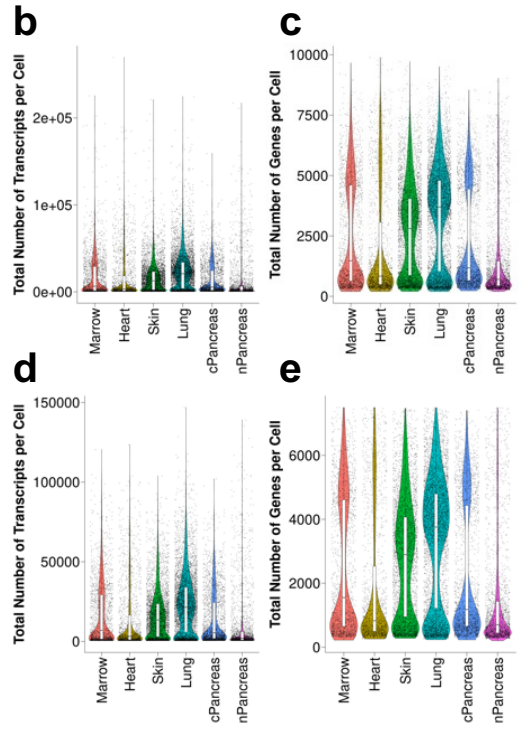 b
Total Number of Transcripts per Cell
2e+05
1e+05
0e+00
Marrow
Heart
Skin
Lung
cPancreas
nPancreas
c
Total Number of Genes per Cell
10000
7500
5000
2500
0
Marrow
Heart
Skin
Lung
cPancreas
nPancreas
d
Total Number of Transcripts per Cell
150000
100000
50000
0
Marrow
Heart
Skin
Lung
cPancreas
nPancreas
e
Total Number of Genes per Cell
6000
4000
2000
0
Marrow
Heart
Skin
Lung
cPancreas
nPancreas